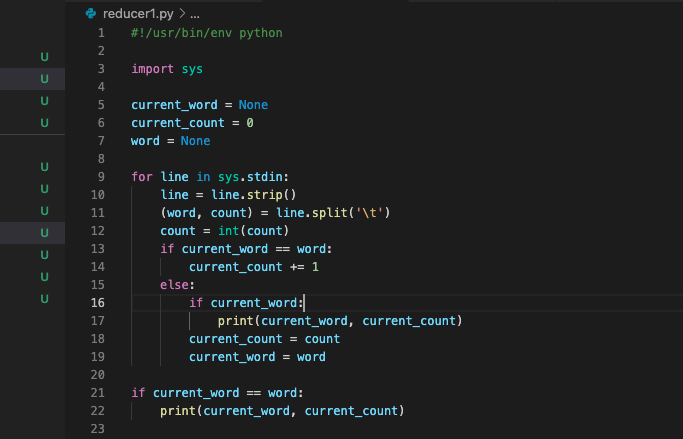 reducer1.py > ...
1 #!/usr/bin/env python
2
3 import sys
4
5 current_word = None
6 current_count = 0
7 word = None
8
9 for line in sys.stdin:
10     line = line.strip()
11     (word, count) = line.split('\t')
12     count = int(count)
13     if current_word == word:
14         current_count += 1
15     else:
16         if current_word:
17             print(current_word, current_count)
18         current_count = count
19         current_word = word
20
21 if current_word == word:
22     print(current_word, current_count)
23
U
U
U
U
U
U
U
U
U
U
U